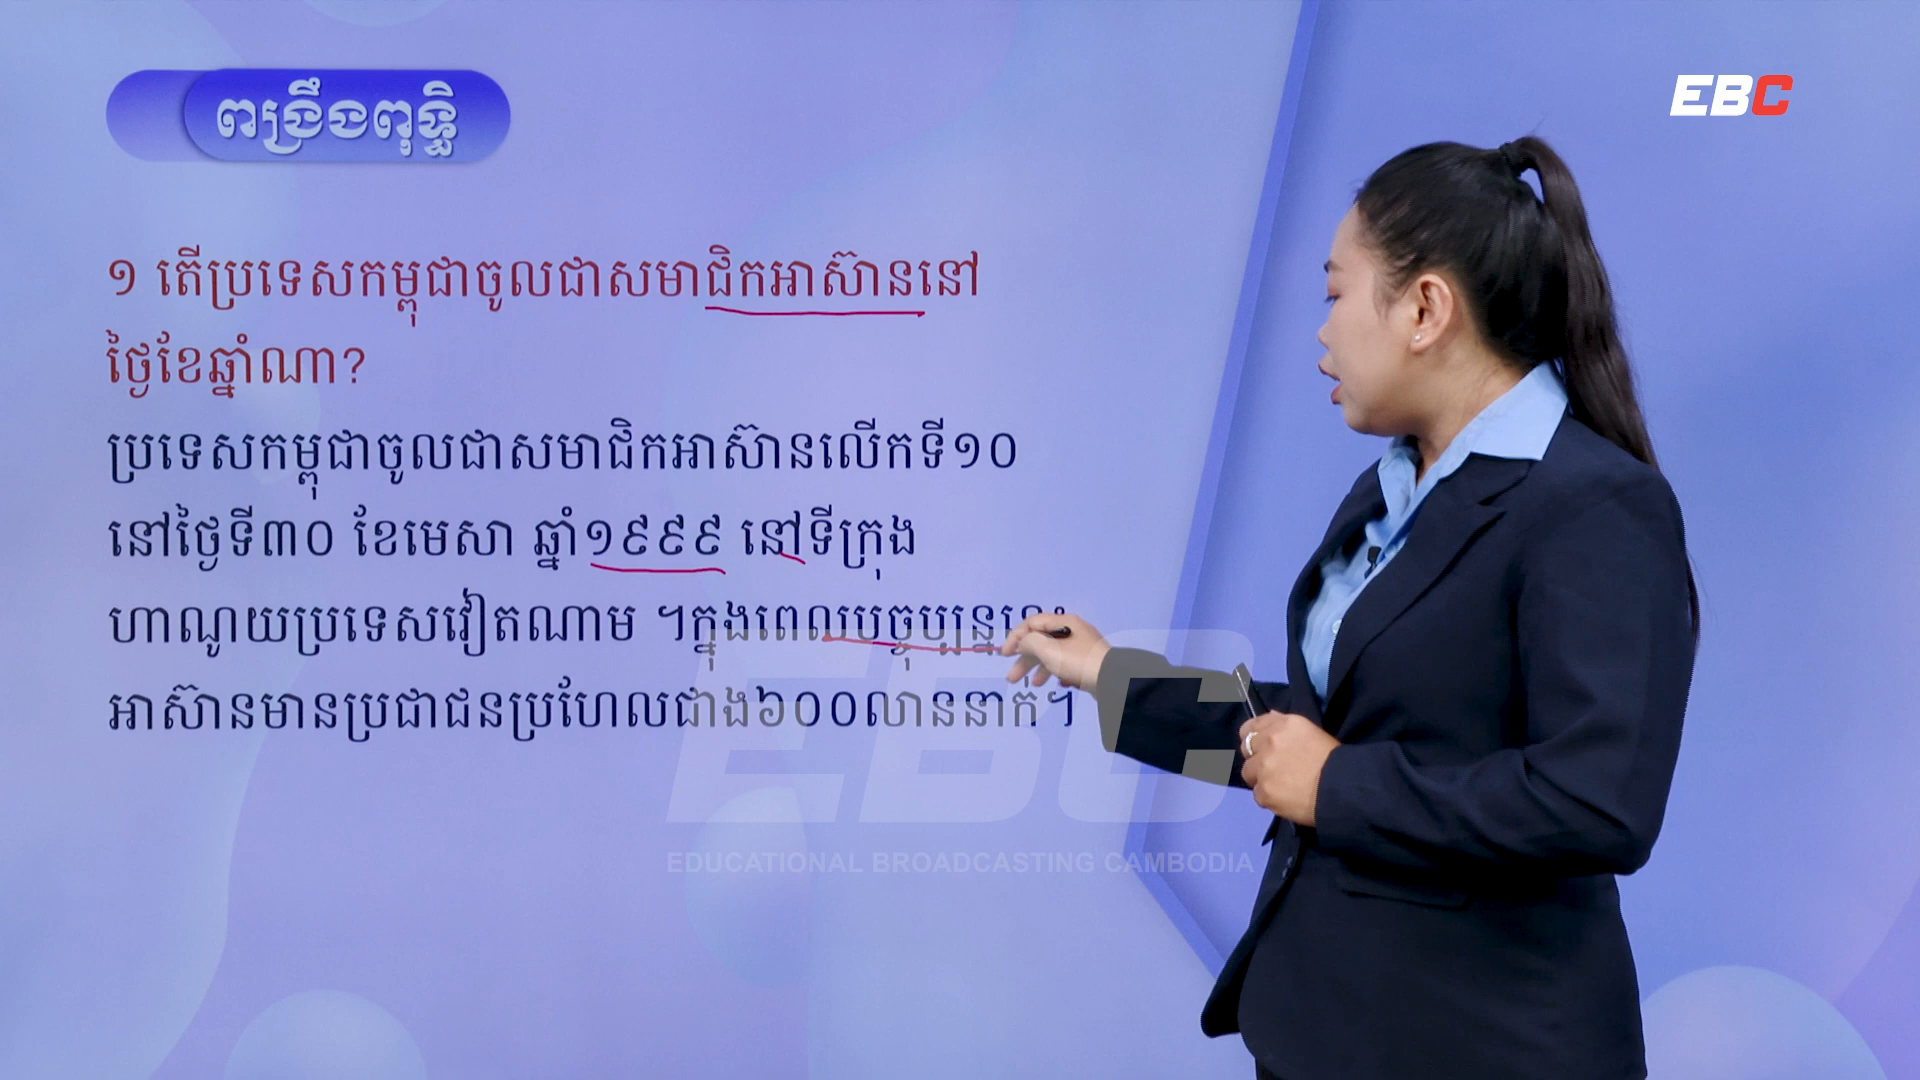 ពង្រឹងពុទ្ធិ
EBC
១ តើប្រទេសកម្ពុជាចូលជាសមាជិកអាស៊ាននៅ
ថ្ងៃខែឆ្នាំណា?
ប្រទេសកម្ពុជាចូលជាសមាជិកអាស៊ានលើកទី១០
នៅថ្ងៃទី៣០ ខែមេសា ឆ្នាំ១៩៩៩ នៅទីក្រុង
ហាណូយប្រទេសវៀតណាម ។ក្នុងពេលបច្ចុប្បន្ននេះ
អាស៊ានមានប្រជាជនប្រហែលជាង៦០០លាននាក់។
EBC
EDUCATIONAL BROADCASTING CAMBODIA